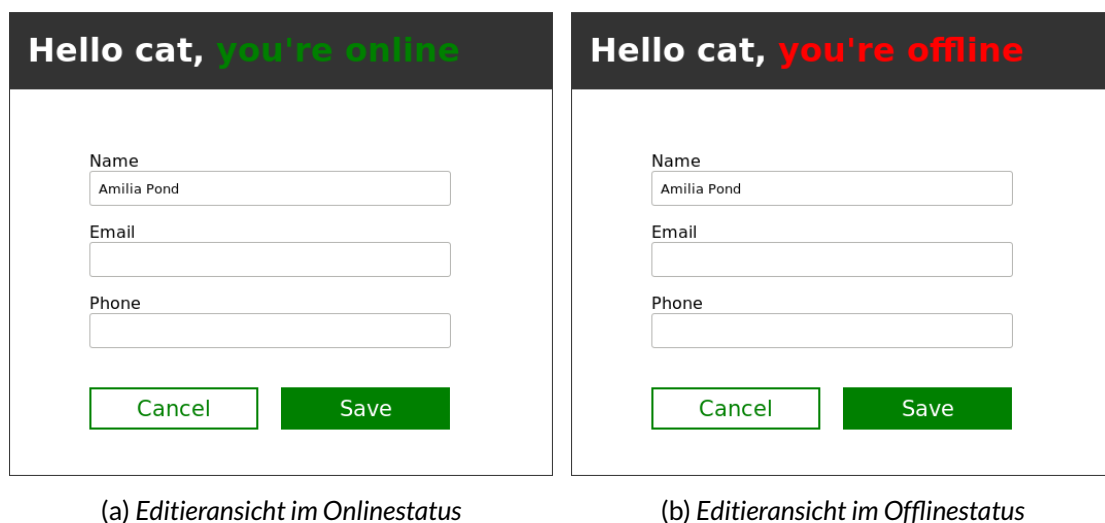 Hello cat, you're online
Name
Amilia Pond
Email
Phone
Cancel Save
(a) Editieransicht im Onlinestatus
Hello cat, you're offline
Name
Amilia Pond
Email
Phone
Cancel Save
(b) Editieransicht im Offlinestatus